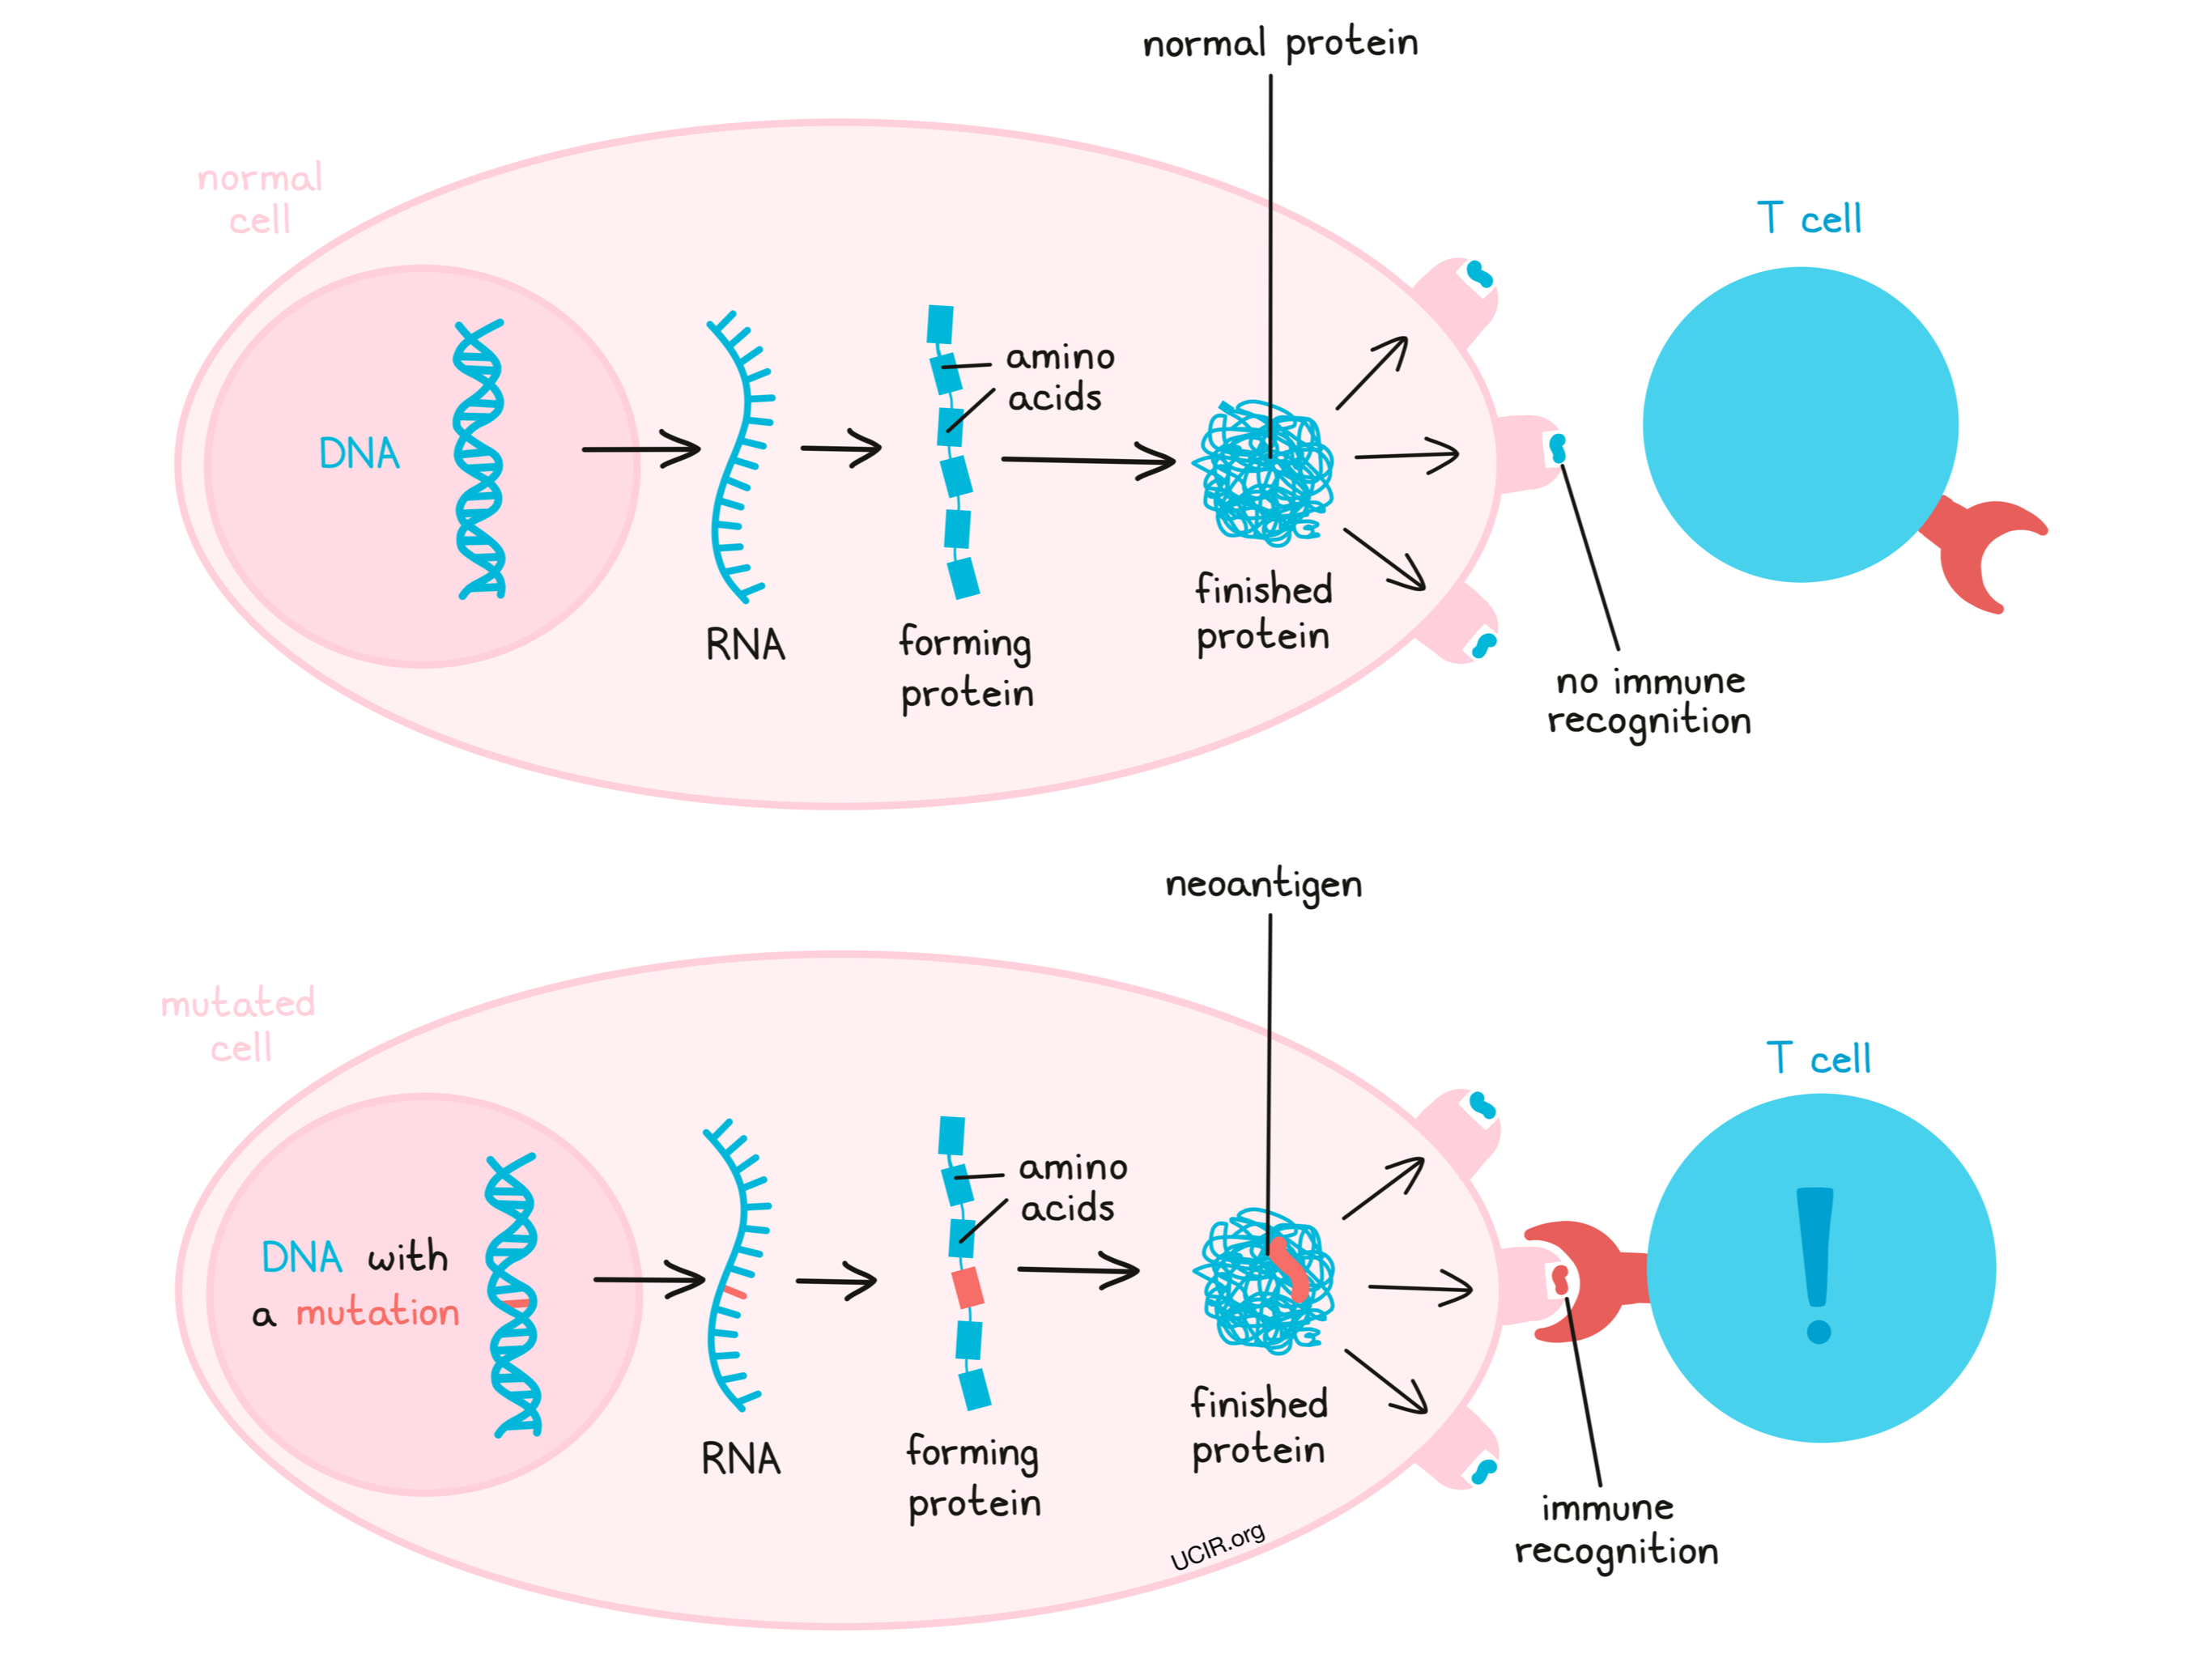 normal protein
normal
cell
T cell
DNA
amino
acids
RNA
forming
protein
finished
protein
no immune
recognition
neoantigen
mutated
cell
T cell
DNA with
a mutation
amino
acids
RNA
forming
protein
finished
protein
immune
recognition
UCIR.org